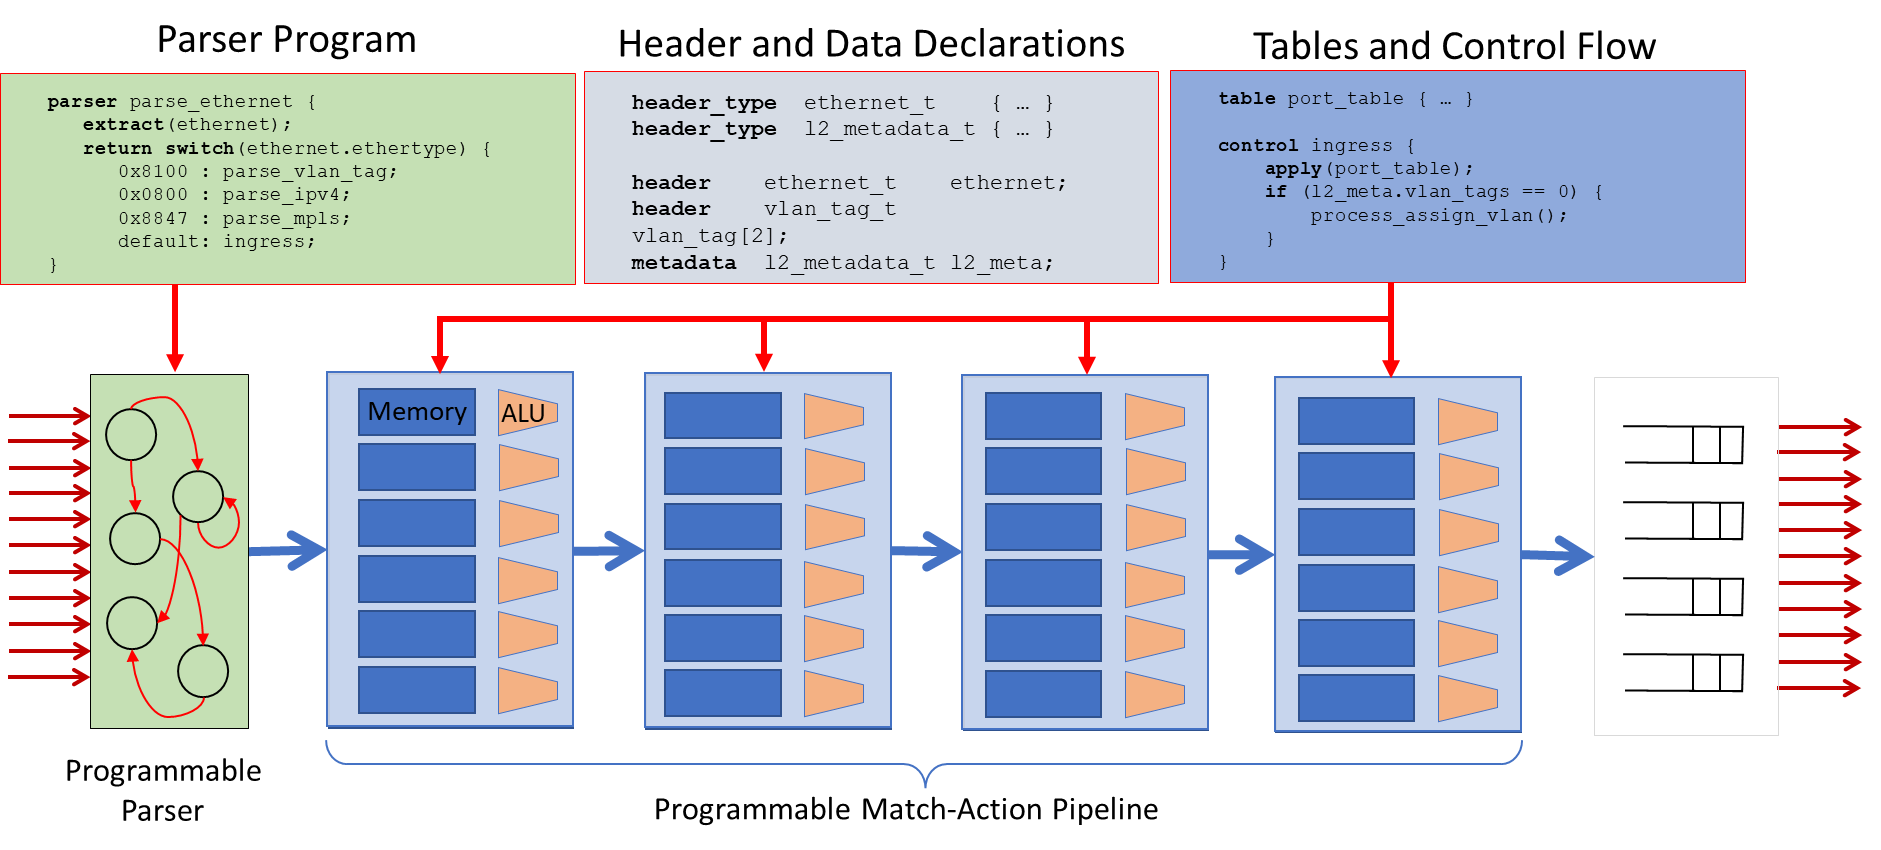 Parser Program
parser parse_ethernet {
extract(ethernet);
return switch(ethernet.ethertype) {
0x8100 : parse_vlan_tag;
0x0800 : parse_ipv4;
0x8847 : parse_mpls;
default: ingress;
}
Header and Data Declarations
header_type ethernet_t { … }
header_type l2_metadata_t { … }
header ethernet_t ethernet;
header vlan_tag_t
vlan_tag[2];
metadata l2_metadata_t l2_meta;
Tables and Control Flow
table port_table { … }
control ingress {
apply(port_table);
if (l2_meta.vlan_tags == 0) {
process_assign_vlan();
}
}
Memory
ALU
Programmable
Parser
Programmable Match-Action Pipeline